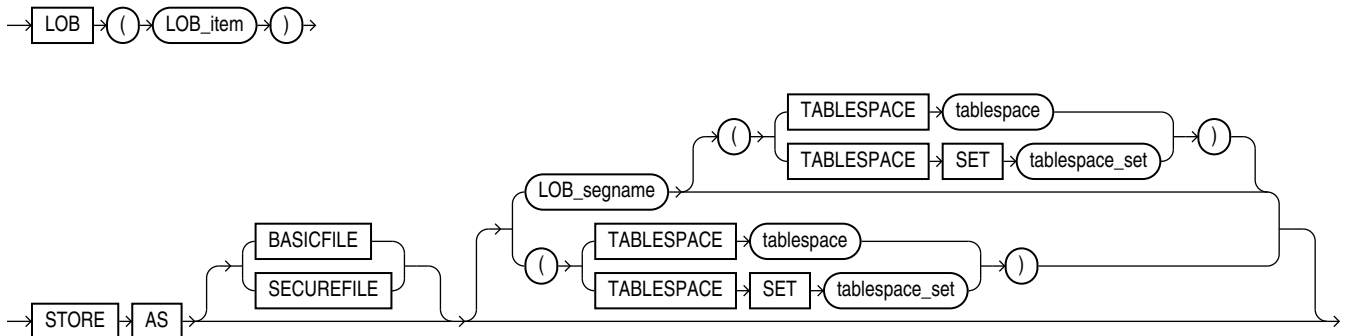 LOB ( LOB_item )
TABLESPACE tablespace
( )
TABLESPACE SET tablespace_set
LOB_segname
BASICFILE TABLESPACE tablespace
( )
SECUREFILE TABLESPACE SET tablespace_set
STORE AS